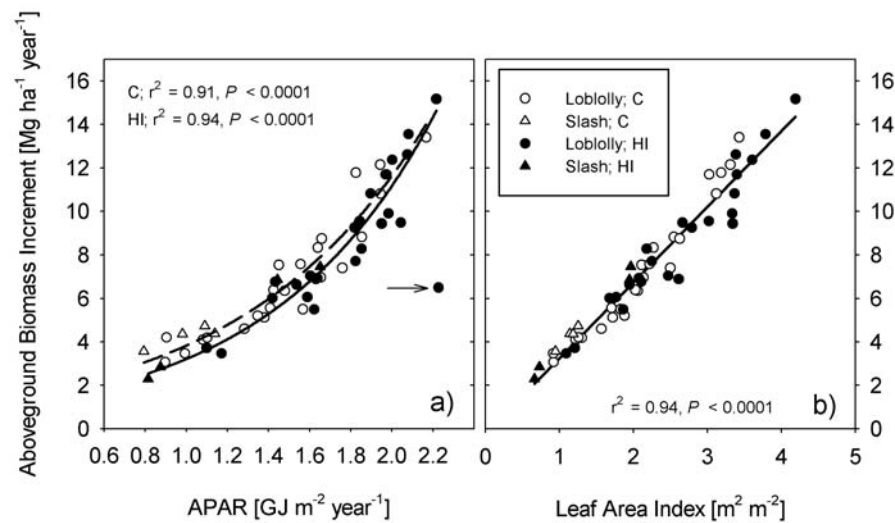 Aboveground Biomass Increment [Mg ha⁻¹ year⁻¹]
16
14
12
10
8
6
4
2
0
C; r² = 0.91, P < 0.0001
HI; r² = 0.94, P < 0.0001
a)
0.6 0.8 1.0 1.2 1.4 1.6 1.8 2.0 2.2
APAR [GJ m⁻² year⁻¹]
Loblolly; C
Slash; C
Loblolly; HI
Slash; HI
r² = 0.94, P < 0.0001
b)
16
14
12
10
8
6
4
2
0
0 1 2 3 4 5
Leaf Area Index [m² m⁻²]